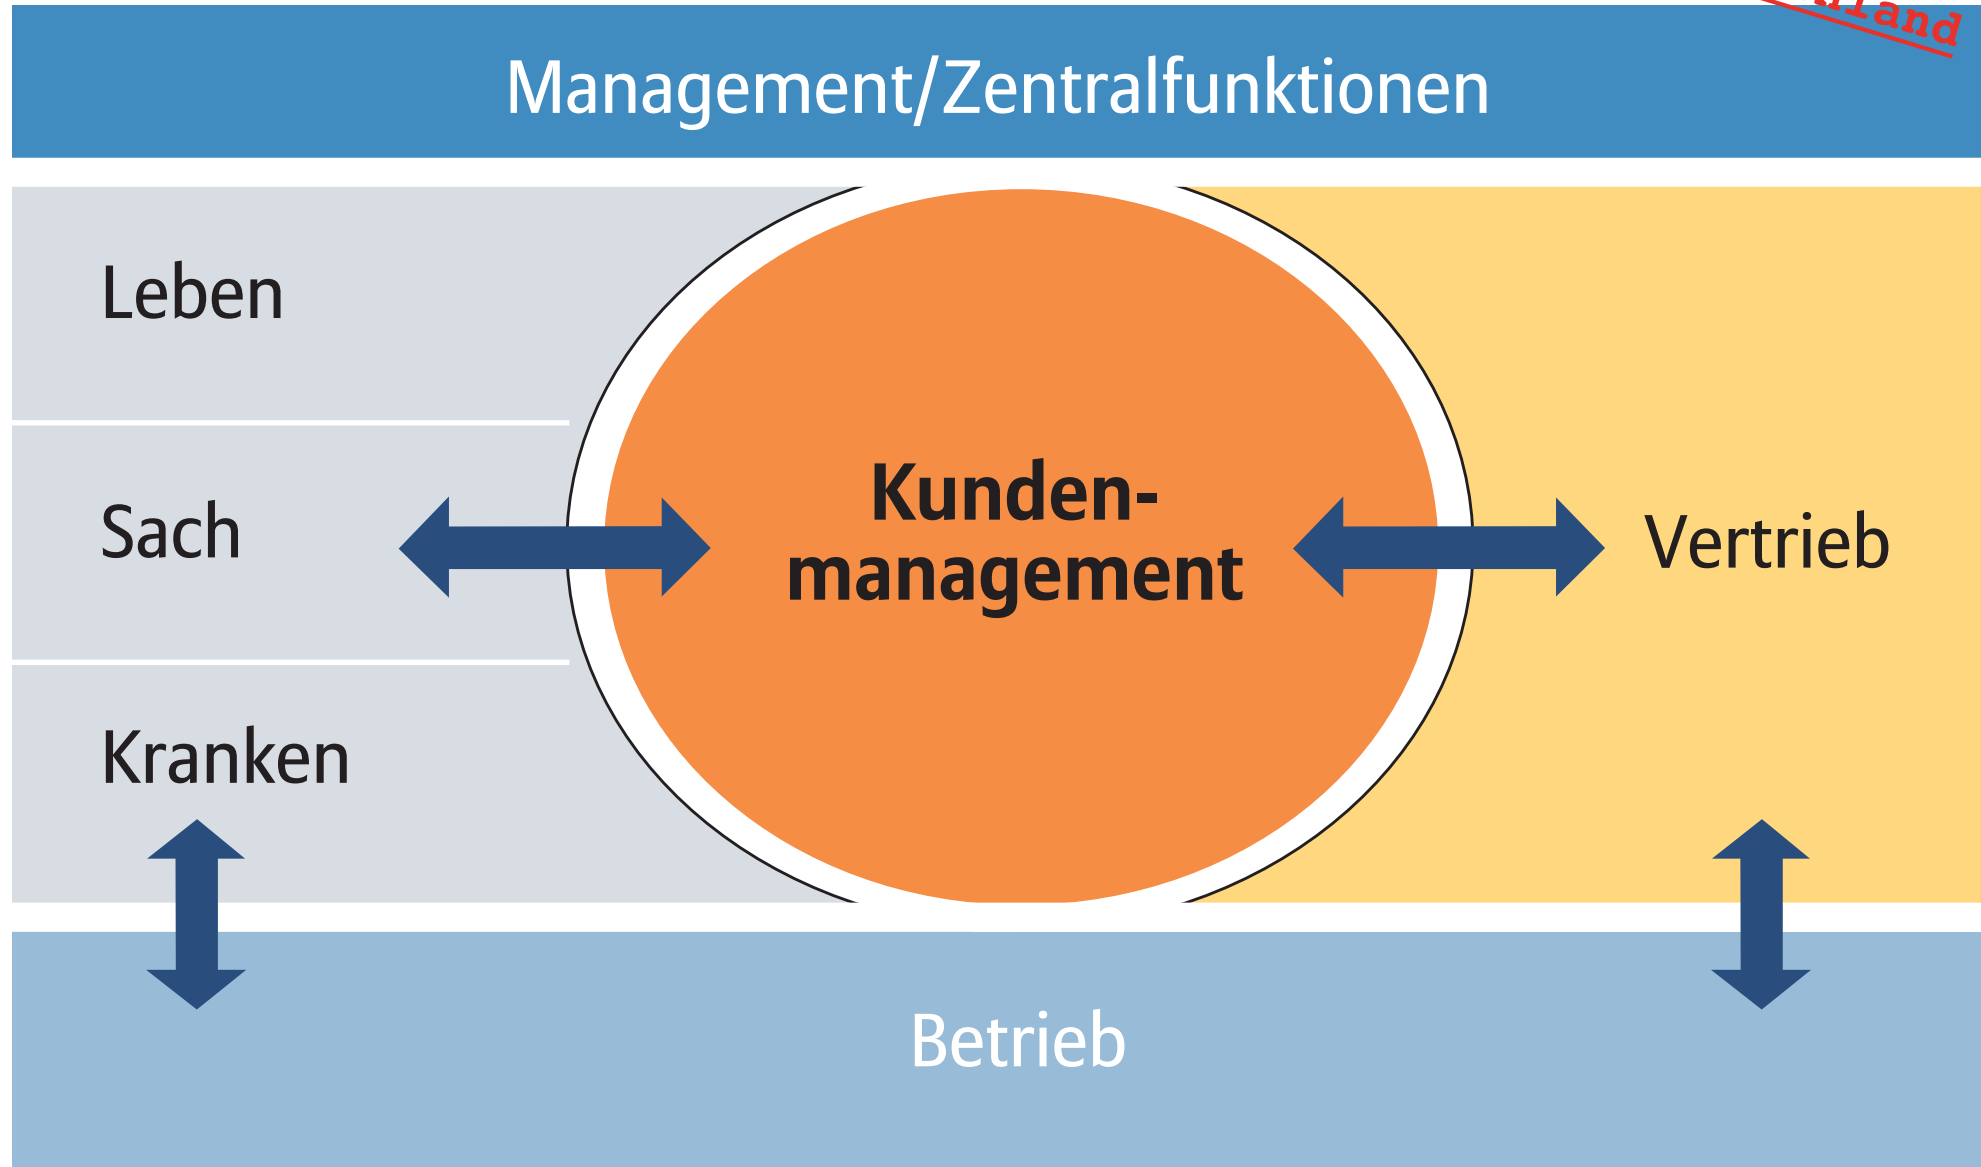 Management/Zentralfunktionen
Leben
Sach
Kranken
Kunden-
management
Vertrieb
Betrieb